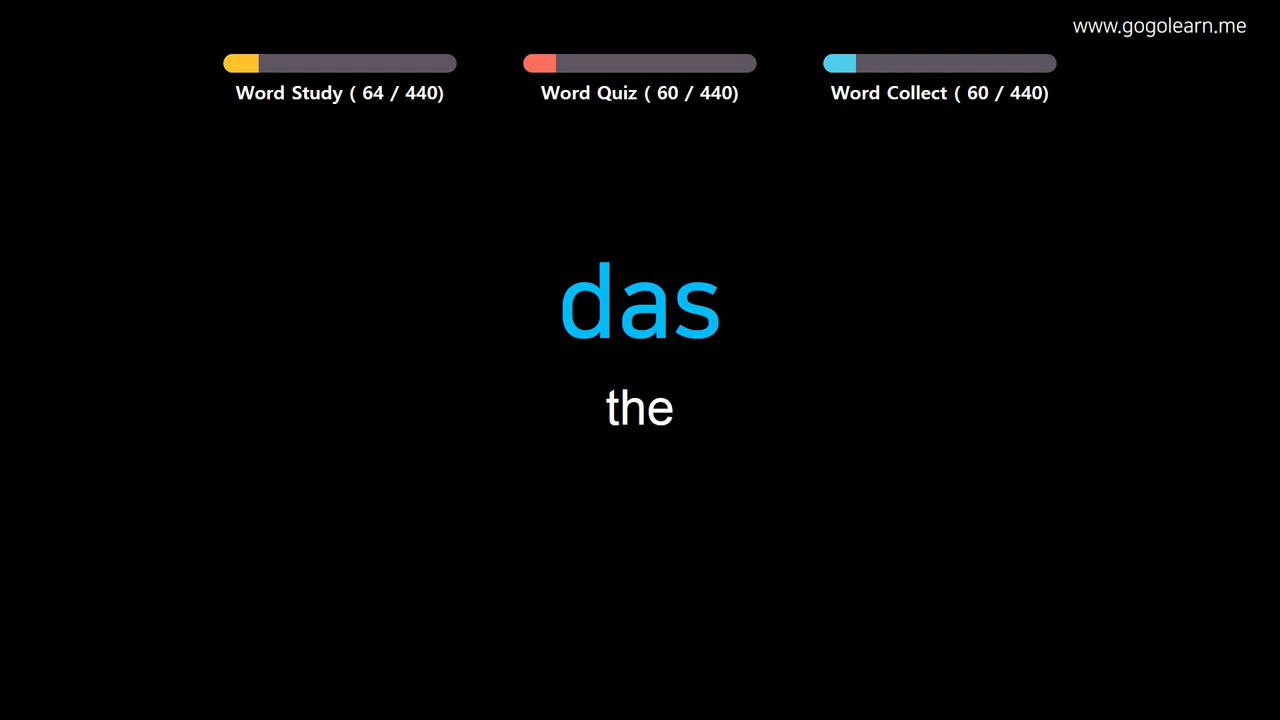 www.gogolearn.me
Word Study ( 64 / 440)
Word Quiz ( 60 / 440)
Word Collect ( 60 / 440)
das
the